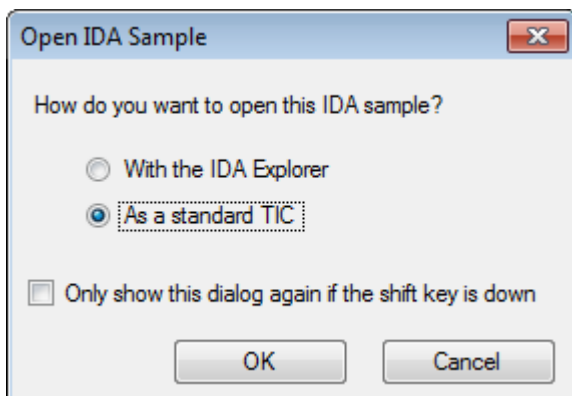 Open IDA Sample
How do you want to open this IDA sample?
With the IDA Explorer
As a standard TIC
Only show this dialog again if the shift key is down
OK Cancel